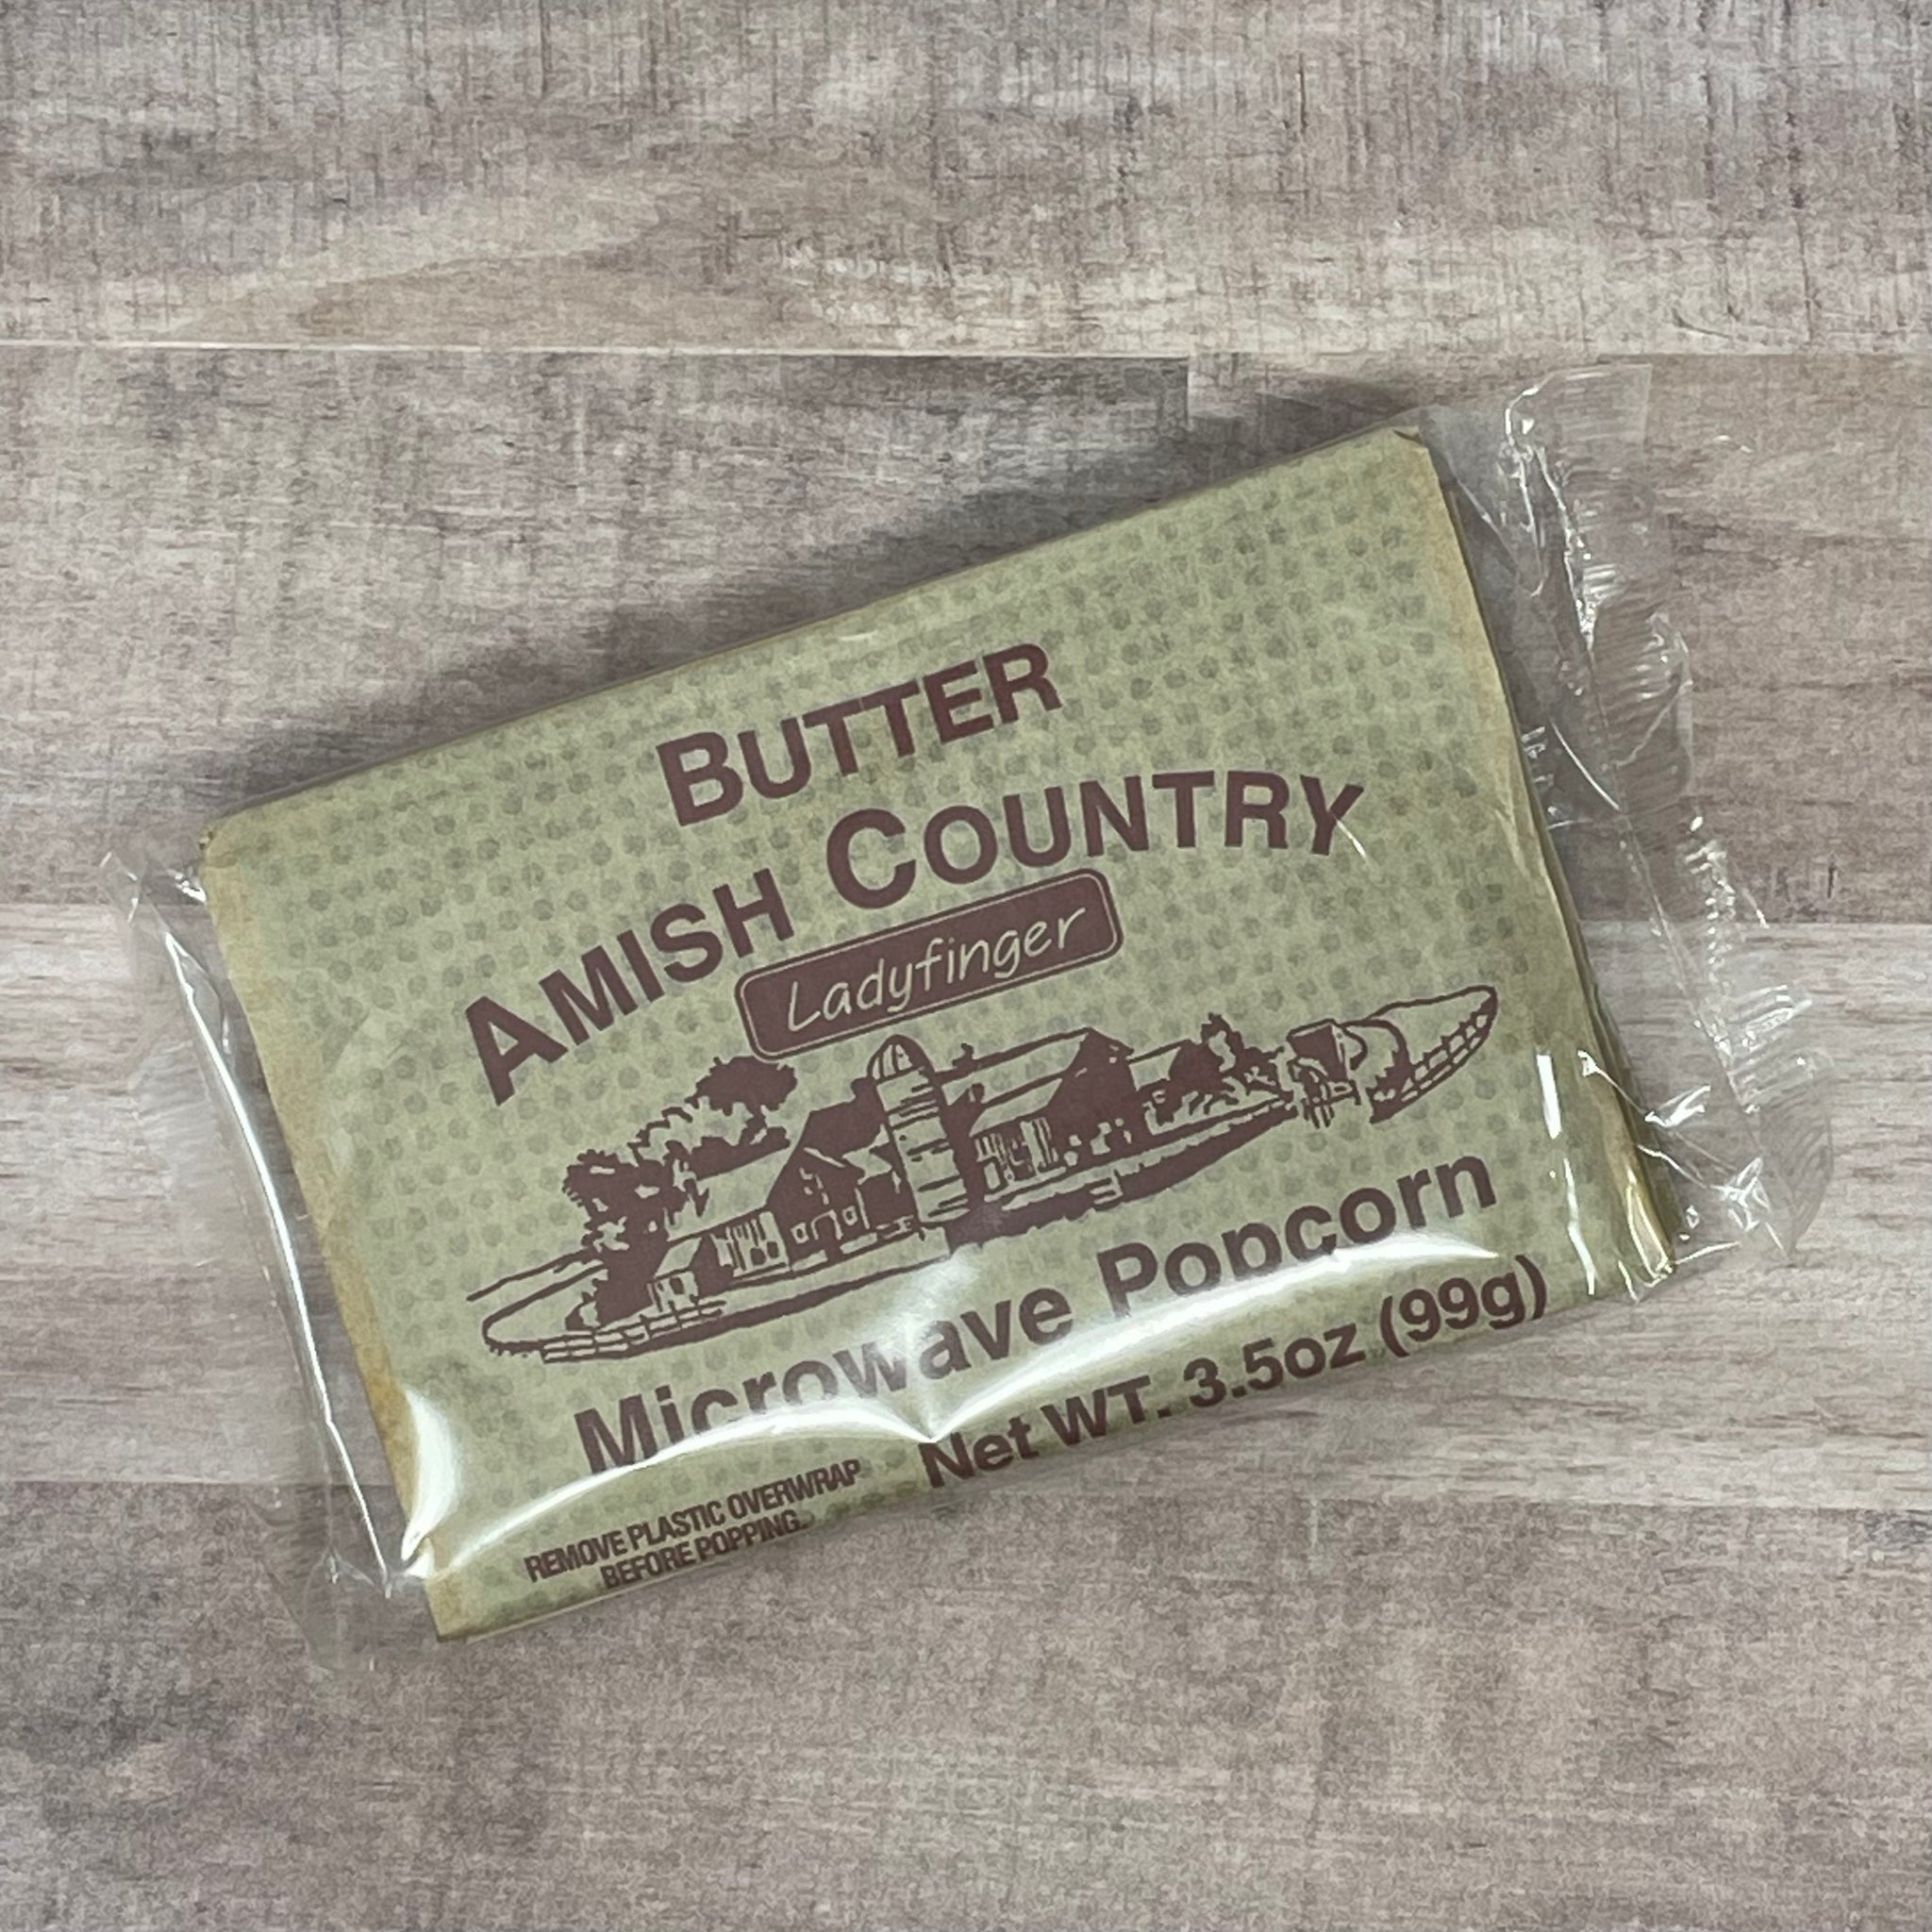 BUTTER
AMISH COUNTRY
Ladyfinger
Microwave Popcorn
Net WT. 3.5oz (99g)
REMOVE PLASTIC OVERWRAP
BEFORE POPPING.